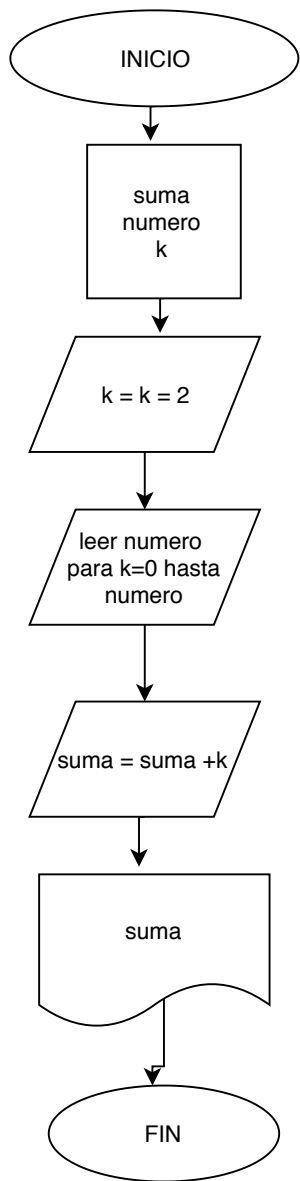 INICIO
suma
numero
k
k = k = 2
leer numero
para k=0 hasta
numero
suma = suma +k
suma
FIN